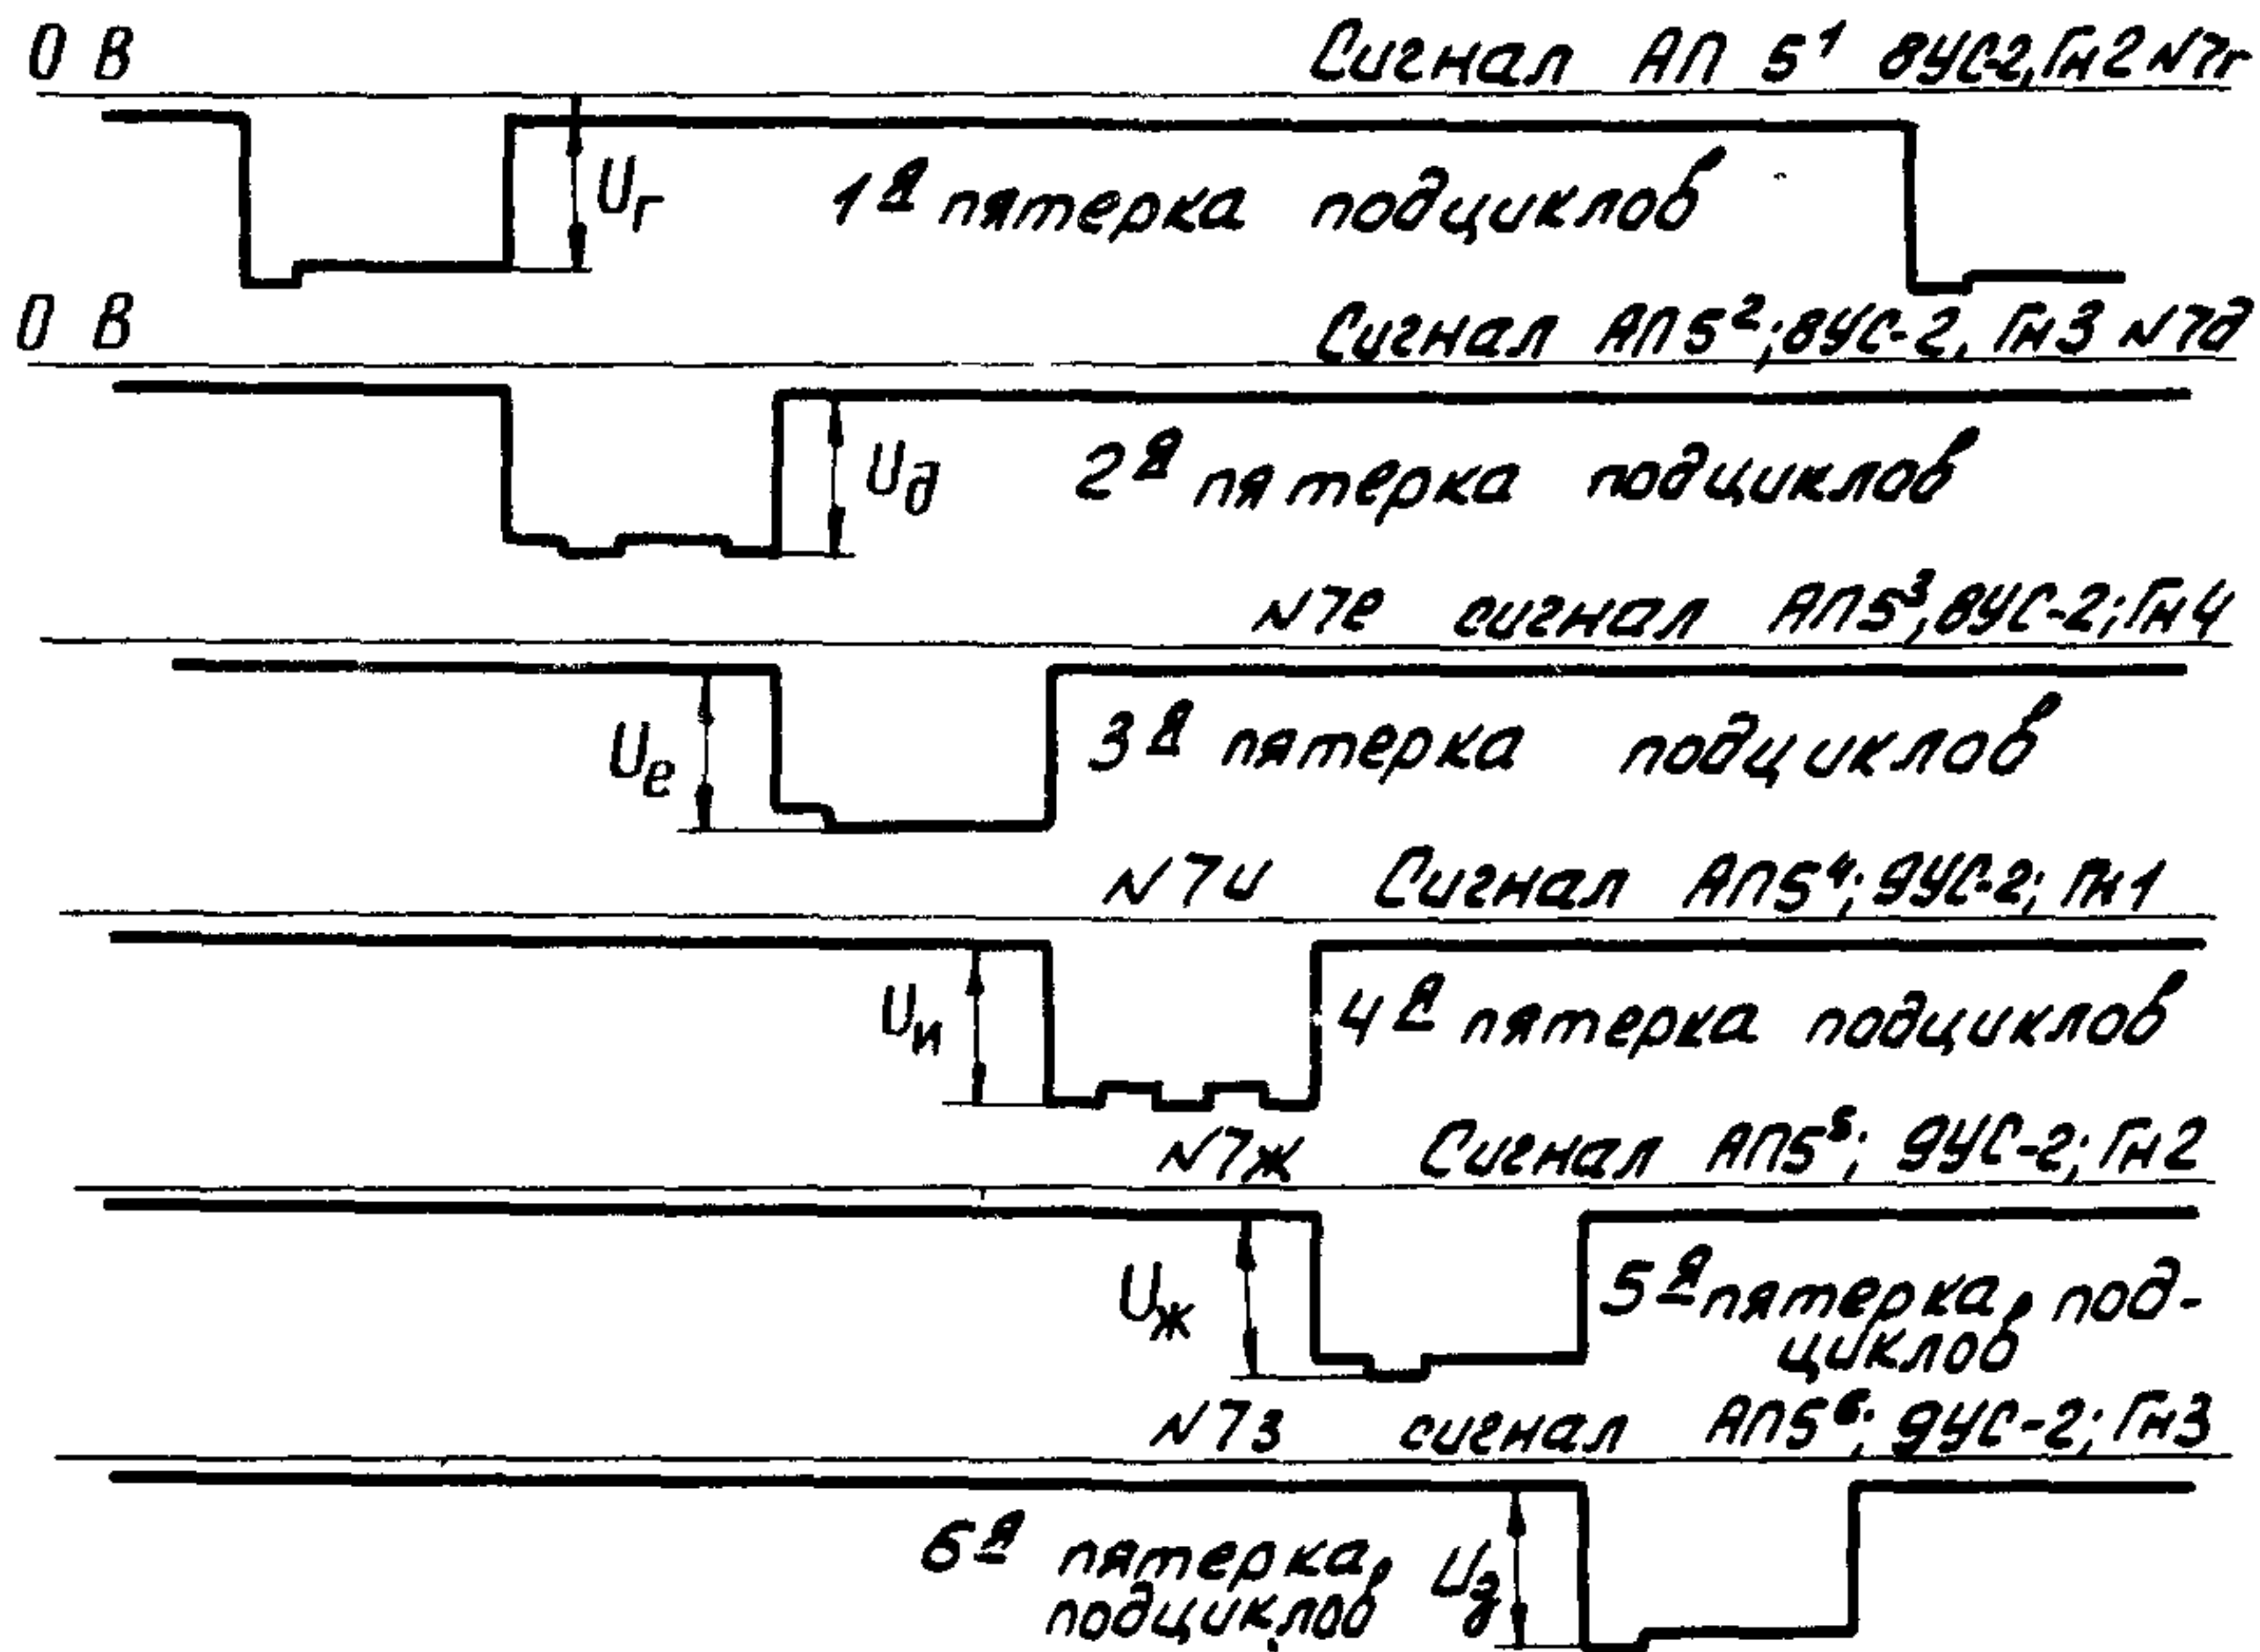 0 В
Сигнал АП 5¹ 8УС-2, Гн2 N7г
Uг
1я пятерка подциклов
0 В
Сигнал АП5²; 8УС-2, Гн3 N7д
Uд
2я пятерка подциклов
N7е сигнал АП5³; 8УС-2; Гн4
Uе
3я пятерка подциклов
N7и Сигнал АП5⁴; 9УС-2; Гн1
Uи
4я пятерка подциклов
N7ж Сигнал АП5⁵; 9УС-2; Гн2
Uж
5я пятерка под-
циклов
N7з сигнал АП5⁶; 9УС-2; Гн3
6я пятерка
подциклов
Uз